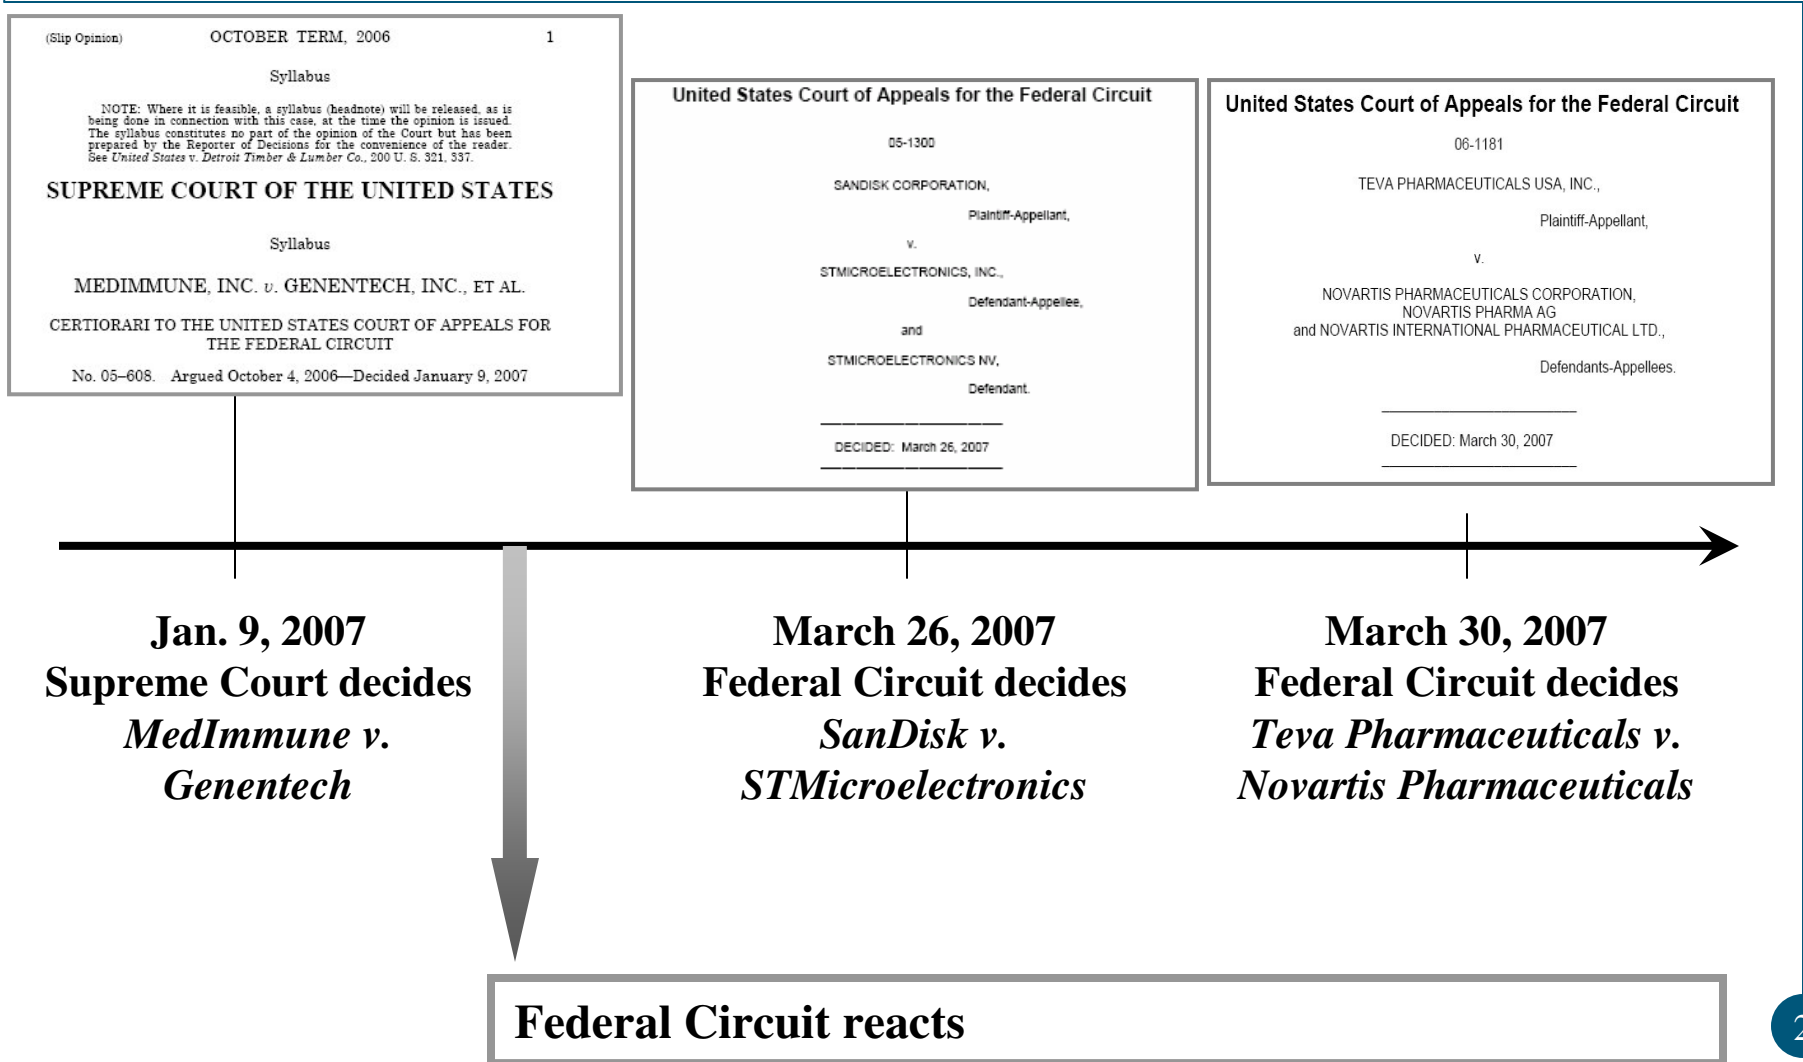 (Slip Opinion) OCTOBER TERM, 2006 1
Syllabus
NOTE: Where it is feasible, a syllabus (headnote) will be released, as is
being done in connection with this case, at the time the opinion is issued.
The syllabus constitutes no part of the opinion of the Court but has been
prepared by the Reporter of Decisions for the convenience of the reader.
See United States v. Detroit Timber & Lumber Co., 200 U. S. 321, 337.
SUPREME COURT OF THE UNITED STATES
Syllabus
MEDIMMUNE, INC. v. GENENTECH, INC., ET AL.
CERTIORARI TO THE UNITED STATES COURT OF APPEALS FOR
THE FEDERAL CIRCUIT
No. 05–608. Argued October 4, 2006—Decided January 9, 2007
United States Court of Appeals for the Federal Circuit
05-1300
SANDISK CORPORATION,
Plaintiff-Appellant,
v.
STMICROELECTRONICS, INC.,
Defendant-Appellee,
and
STMICROELECTRONICS NV,
Defendant.
DECIDED: March 26, 2007
United States Court of Appeals for the Federal Circuit
06-1181
TEVA PHARMACEUTICALS USA, INC.,
Plaintiff-Appellant,
v.
NOVARTIS PHARMACEUTICALS CORPORATION,
NOVARTIS PHARMA AG
and NOVARTIS INTERNATIONAL PHARMACEUTICAL LTD.,
Defendants-Appellees.
DECIDED: March 30, 2007
Jan. 9, 2007
Supreme Court decides
MedImmune v.
Genentech
March 26, 2007
Federal Circuit decides
SanDisk v.
STMicroelectronics
March 30, 2007
Federal Circuit decides
Teva Pharmaceuticals v.
Novartis Pharmaceuticals
Federal Circuit reacts